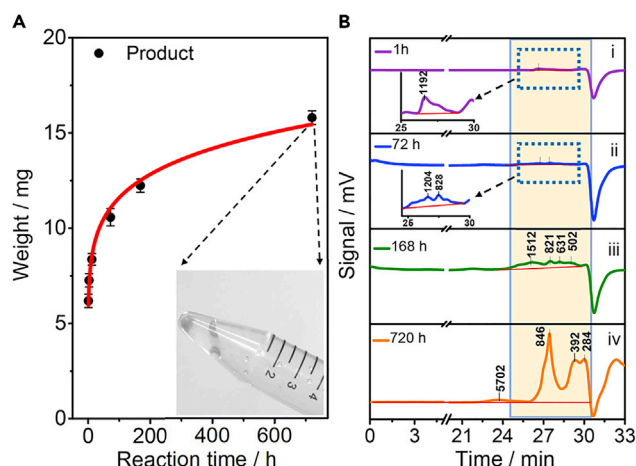 A
Weight / mg
20
15
10
5
0
Product
2
3
4
0
200
400
600
Reaction time / h
B
Signal / mV
1h
i
1192
25
30
72 h
ii
1204
828
25
30
168 h
iii
1512
821
631
502
720 h
iv
5702
846
392
284
0
3
21
24
27
30
33
Time / min